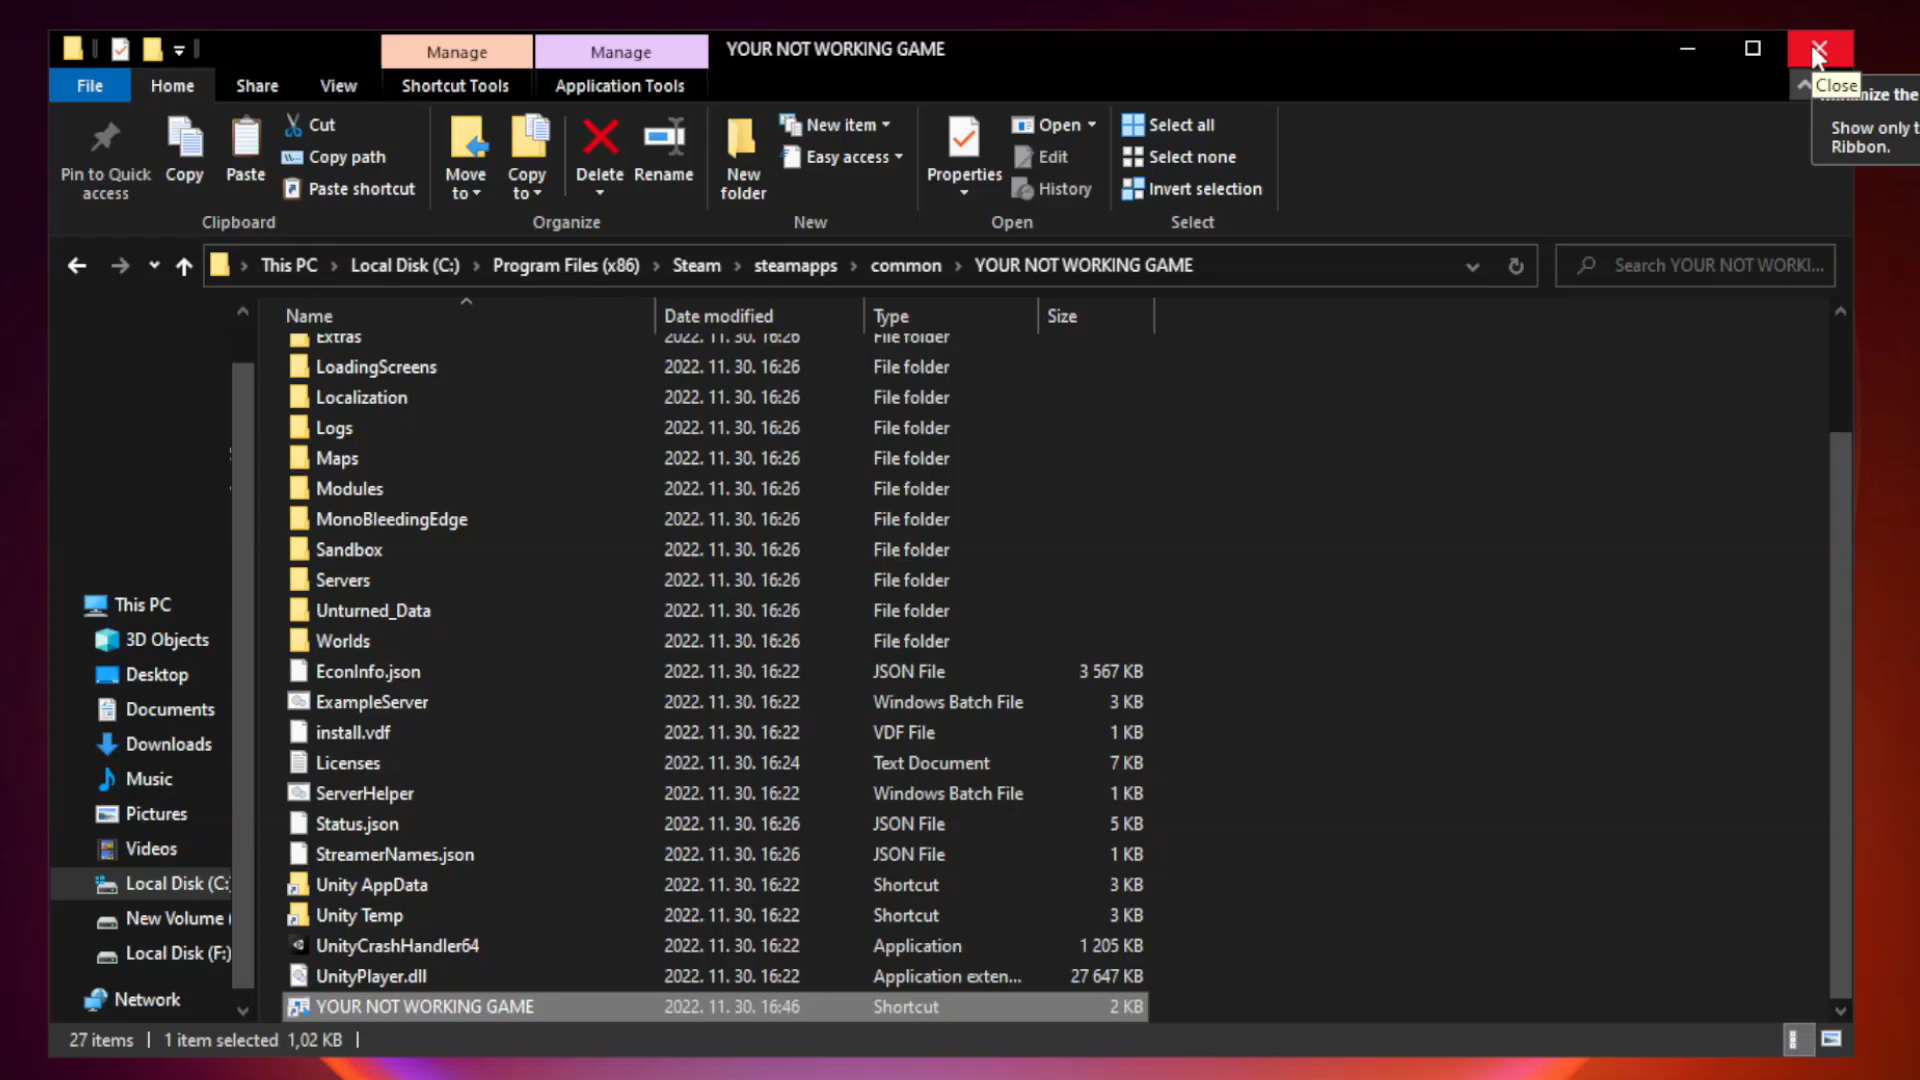 Manage
Manage
YOUR NOT WORKING GAME
File
Home
Share
View
Shortcut Tools
Application Tools
Close
the
Show only
Ribbon.
Pin to Quick access
Copy
Paste
Cut
Copy path
Paste shortcut
Move to
Copy to
Delete
Rename
New folder
New item
Easy access
Properties
Open
Edit
History
Select all
Select none
Invert selection
Clipboard
Organize
New
Open
Select
This PC
Local Disk (C:)
Program Files (x86)
Steam
steamapps
common
YOUR NOT WORKING GAME
Search YOUR NOT WORKI...
Name
Date modified
Type
Size
Extras 2022. 11. 30. 16:26 File folder
LoadingScreens 2022. 11. 30. 16:26 File folder
Localization 2022. 11. 30. 16:26 File folder
Logs 2022. 11. 30. 16:26 File folder
Maps 2022. 11. 30. 16:26 File folder
Modules 2022. 11. 30. 16:26 File folder
MonoBleedingEdge 2022. 11. 30. 16:26 File folder
Sandbox 2022. 11. 30. 16:26 File folder
Servers 2022. 11. 30. 16:26 File folder
Unturned_Data 2022. 11. 30. 16:26 File folder
Worlds 2022. 11. 30. 16:26 File folder
EconInfo.json 2022. 11. 30. 16:22 JSON File 3 567 KB
ExampleServer 2022. 11. 30. 16:22 Windows Batch File 3 KB
install.vdf 2022. 11. 30. 16:22 VDF File 1 KB
Licenses 2022. 11. 30. 16:24 Text Document 7 KB
ServerHelper 2022. 11. 30. 16:22 Windows Batch File 1 KB
Status.json 2022. 11. 30. 16:26 JSON File 5 KB
StreamerNames.json 2022. 11. 30. 16:26 JSON File 1 KB
Unity AppData 2022. 11. 30. 16:22 Shortcut 3 KB
Unity Temp 2022. 11. 30. 16:22 Shortcut 3 KB
UnityCrashHandler64 2022. 11. 30. 16:22 Application 1 205 KB
UnityPlayer.dll 2022. 11. 30. 16:22 Application exten... 27 647 KB
YOUR NOT WORKING GAME 2022. 11. 30. 16:46 Shortcut 2 KB
This PC
3D Objects
Desktop
Documents
Downloads
Music
Pictures
Videos
Local Disk (C:
New Volume (
Local Disk (F:)
Network
27 items
1 item selected 1,02 KB